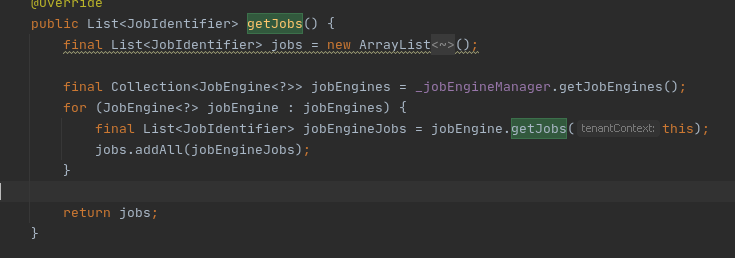 @Override
public List<JobIdentifier> getJobs() {
final List<JobIdentifier> jobs = new ArrayList<~>();
final Collection<JobEngine<?>> jobEngines = _jobEngineManager.getJobEngines();
for (JobEngine<?> jobEngine : jobEngines) {
final List<JobIdentifier> jobEngineJobs = jobEngine.getJobs( tenantContext: this);
jobs.addAll(jobEngineJobs);
}
return jobs;
}